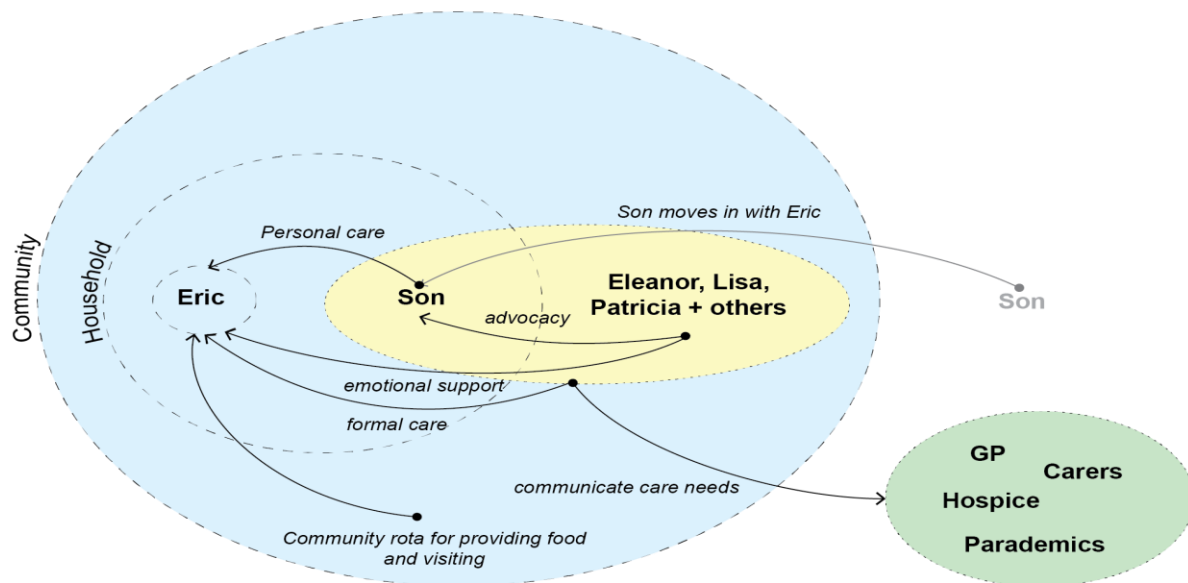 Community
Household
Personal care
Son moves in with Eric
Eric
Son
Eleanor, Lisa,
Patricia + others
Son
advocacy
emotional support
formal care
communicate care needs
Community rota for providing food
and visiting
GP
Carers
Hospice
Parademics